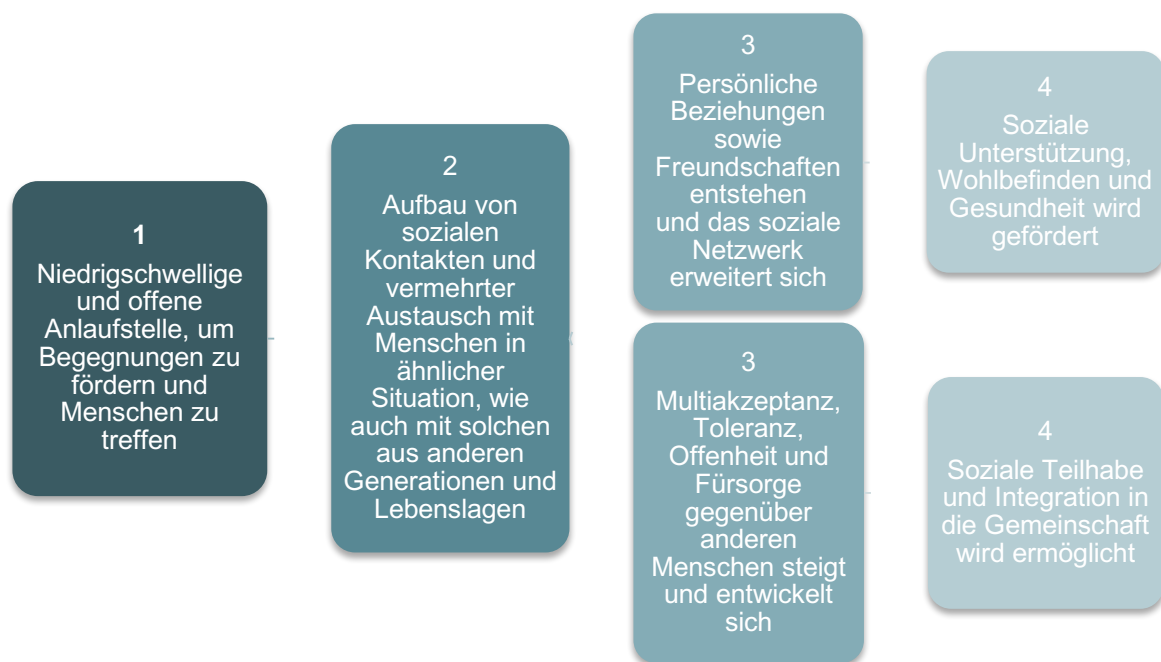 1
Niedrigschwellige
und offene
Anlaufstelle, um
Begegnungen zu
fördern und
Menschen zu
treffen
2
Aufbau von
sozialen
Kontakten und
vermehrter
Austausch mit
Menschen in
ähnlicher
Situation, wie
auch mit solchen
aus anderen
Generationen und
Lebenslagen
3
Persönliche
Beziehungen
sowie
Freundschaften
entstehen
und das soziale
Netzwerk
erweitert sich
4
Soziale
Unterstützung,
Wohlbefinden und
Gesundheit wird
gefördert
3
Multiakzeptanz,
Toleranz,
Offenheit und
Fürsorge
gegenüber
anderen
Menschen steigt
und entwickelt
sich
4
Soziale Teilhabe
und Integration in
die Gemeinschaft
wird ermöglicht